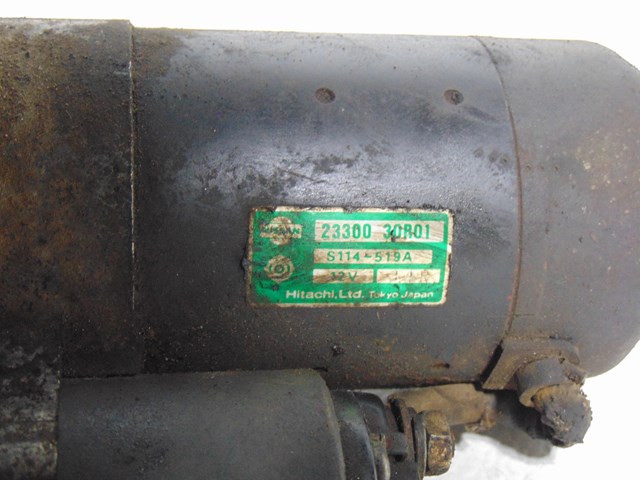 NISSAN 23300 30R01
S114-519A
12V
Hitachi, Ltd. Tokyo Japan